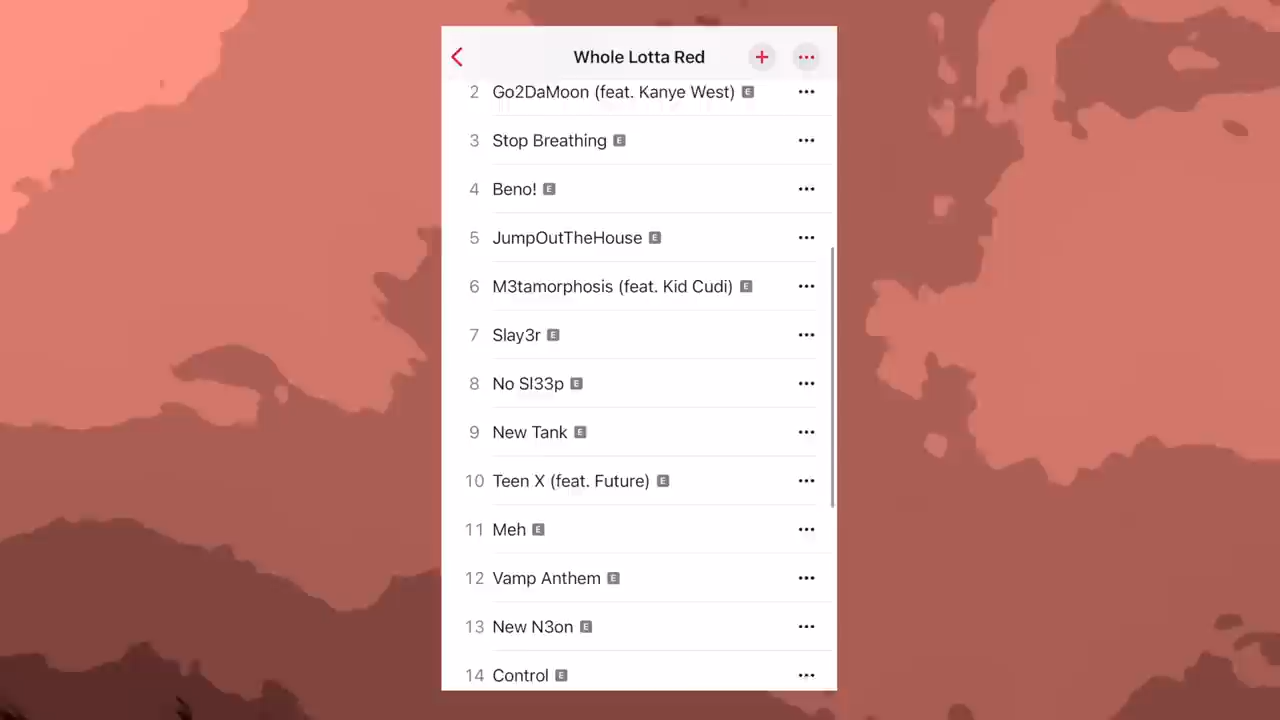 Whole Lotta Red
2 Go2DaMoon (feat. Kanye West) E
3 Stop Breathing E
4 Beno! E
5 JumpOutTheHouse E
6 M3tamorphosis (feat. Kid Cudi) E
7 Slay3r E
8 No Sl33p E
9 New Tank E
10 Teen X (feat. Future) E
11 Meh E
12 Vamp Anthem E
13 New N3on E
14 Control E